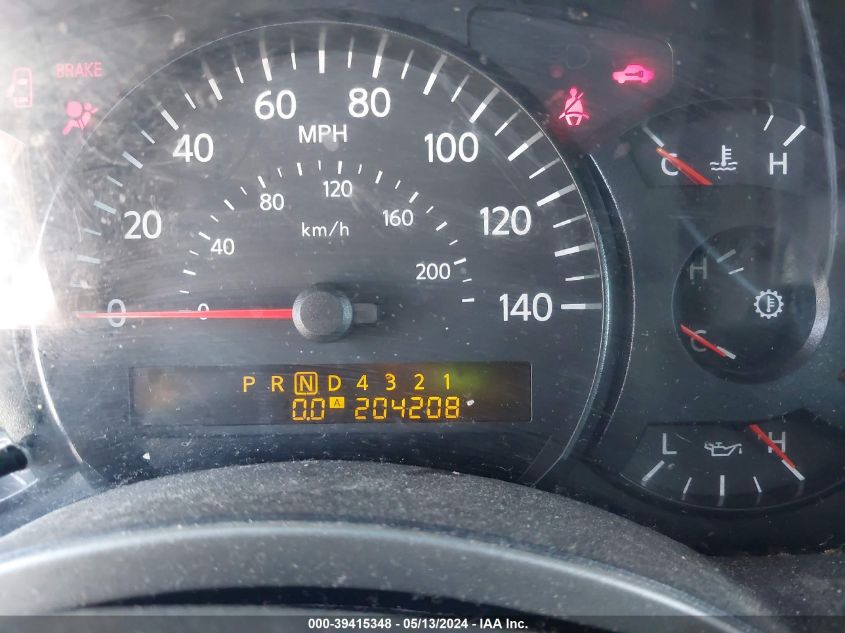 BRAKE
60 80
MPH
40 100
80 120 160
20 120
km/h
40 200
0 0 140
C H
H
C
P R N D 4 3 2 1
0.0 A 204208
L H
000-39415348 - 05/13/2024 - IAA Inc.